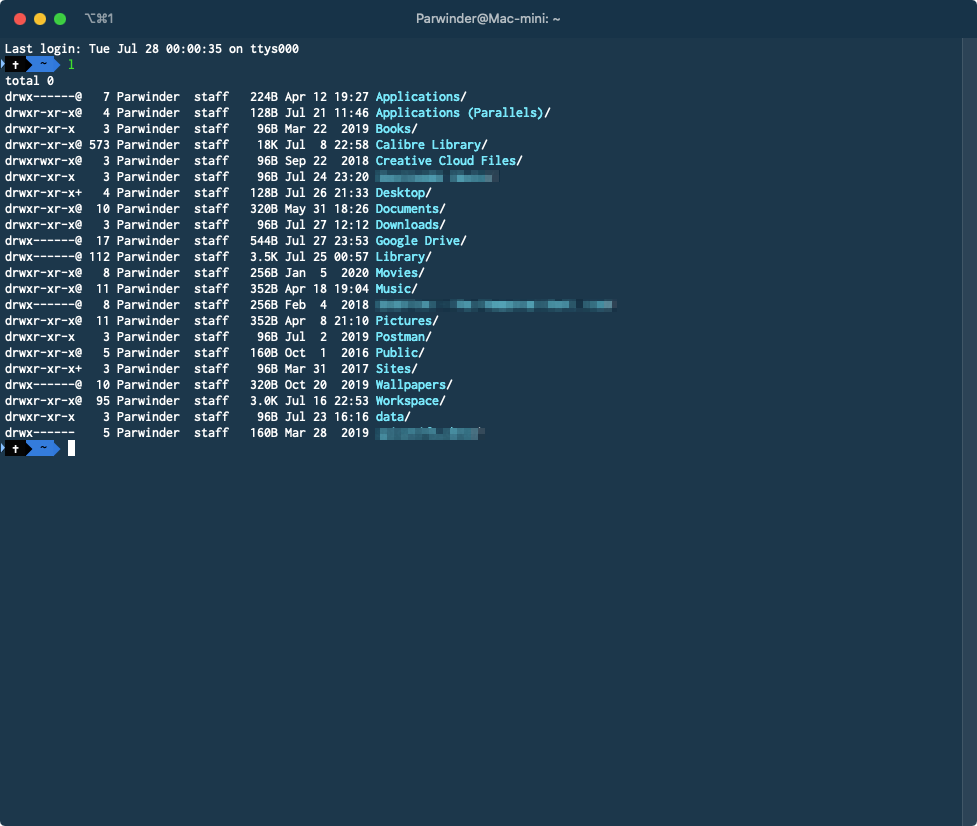 ⌥⌘1 Parwinder@Mac-mini: ~
Last login: Tue Jul 28 00:00:35 on ttys000
✝ ~ l
total 0
drwx------@   7 Parwinder  staff   224B Apr 12 19:27 Applications/
drwxr-xr-x@   4 Parwinder  staff   128B Jul 21 11:46 Applications (Parallels)/
drwxr-xr-x    3 Parwinder  staff    96B Mar 22  2019 Books/
drwxr-xr-x@ 573 Parwinder  staff    18K Jul  8 22:58 Calibre Library/
drwxrwxr-x@   3 Parwinder  staff    96B Sep 22  2018 Creative Cloud Files/
drwxr-xr-x    3 Parwinder  staff    96B Jul 24 23:20
drwxr-xr-x+   4 Parwinder  staff   128B Jul 26 21:33 Desktop/
drwxr-xr-x@  10 Parwinder  staff   320B May 31 18:26 Documents/
drwxr-xr-x@   3 Parwinder  staff    96B Jul 27 12:12 Downloads/
drwx------@  17 Parwinder  staff   544B Jul 27 23:53 Google Drive/
drwx------@ 112 Parwinder  staff   3.5K Jul 25 00:57 Library/
drwxr-xr-x@   8 Parwinder  staff   256B Jan  5  2020 Movies/
drwxr-xr-x@  11 Parwinder  staff   352B Apr 18 19:04 Music/
drwx------@   8 Parwinder  staff   256B Feb  4  2018
drwxr-xr-x@  11 Parwinder  staff   352B Apr  8 21:10 Pictures/
drwxr-xr-x    3 Parwinder  staff    96B Jul  2  2019 Postman/
drwxr-xr-x@   5 Parwinder  staff   160B Oct  1  2016 Public/
drwxr-xr-x+   3 Parwinder  staff    96B Mar 31  2017 Sites/
drwx------@  10 Parwinder  staff   320B Oct 20  2019 Wallpapers/
drwxr-xr-x@  95 Parwinder  staff   3.0K Jul 16 22:53 Workspace/
drwxr-xr-x    3 Parwinder  staff    96B Jul 23 16:16 data/
drwx------    5 Parwinder  staff   160B Mar 28  2019
✝ ~